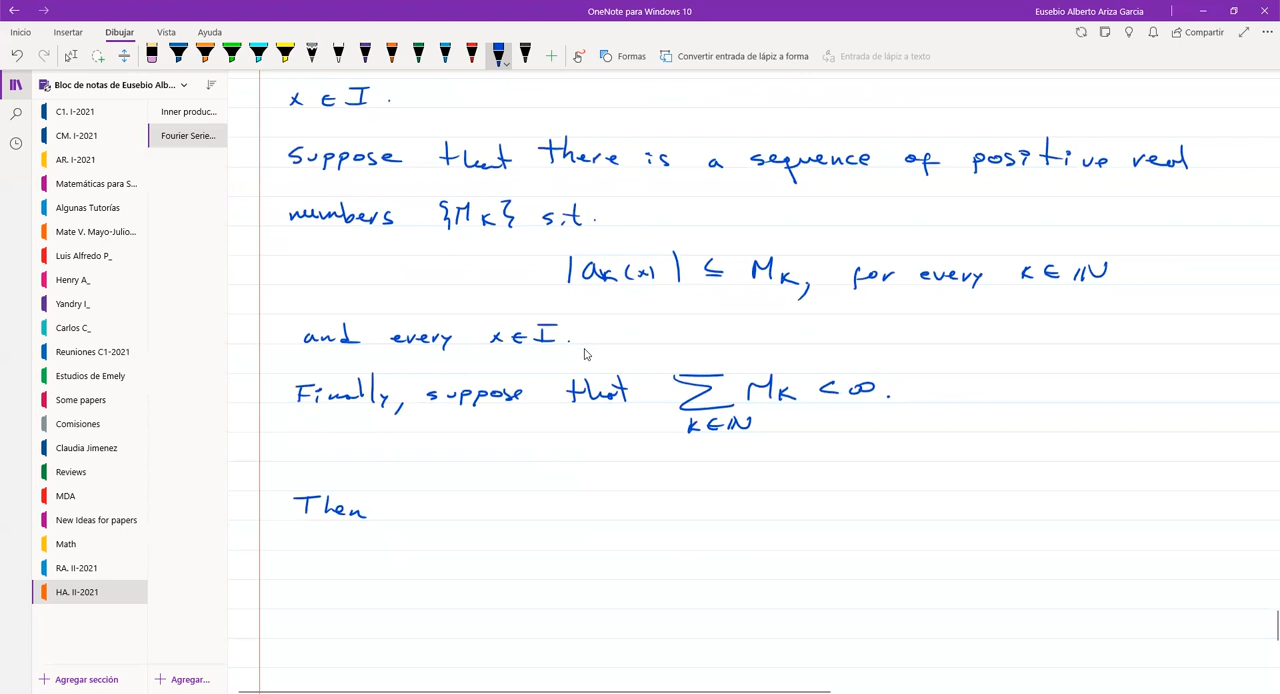 OneNote para Windows 10
Eusebio Alberto Ariza Garcia
Inicio
Insertar
Dibujar
Vista
Ayuda
Compartir
Formas
Convertir entrada de lápiz a forma
Entrada de lápiz a texto
Bloc de notas de Eusebio Alb...
C1. I-2021
CM. I-2021
AR. I-2021
Matemáticas para S...
Algunas Tutorías
Mate V. Mayo-Julio...
Luis Alfredo P_
Henry A_
Yandry I_
Carlos C_
Reuniones C1-2021
Estudios de Emely
Some papers
Comisiones
Claudia Jimenez
Reviews
MDA
New Ideas for papers
Math
RA. II-2021
HA. II-2021
Agregar sección
Inner produc...
Fourier Serie...
Agregar...
x ∈ I .
Suppose that there is a sequence of positive real
numbers {M_K} s.t.
|a_K(x)| ≤ M_K, for every K ∈ ℕ
and every x ∈ I.
Finally, suppose that ∑_{K∈ℕ} M_K < ∞.
Then